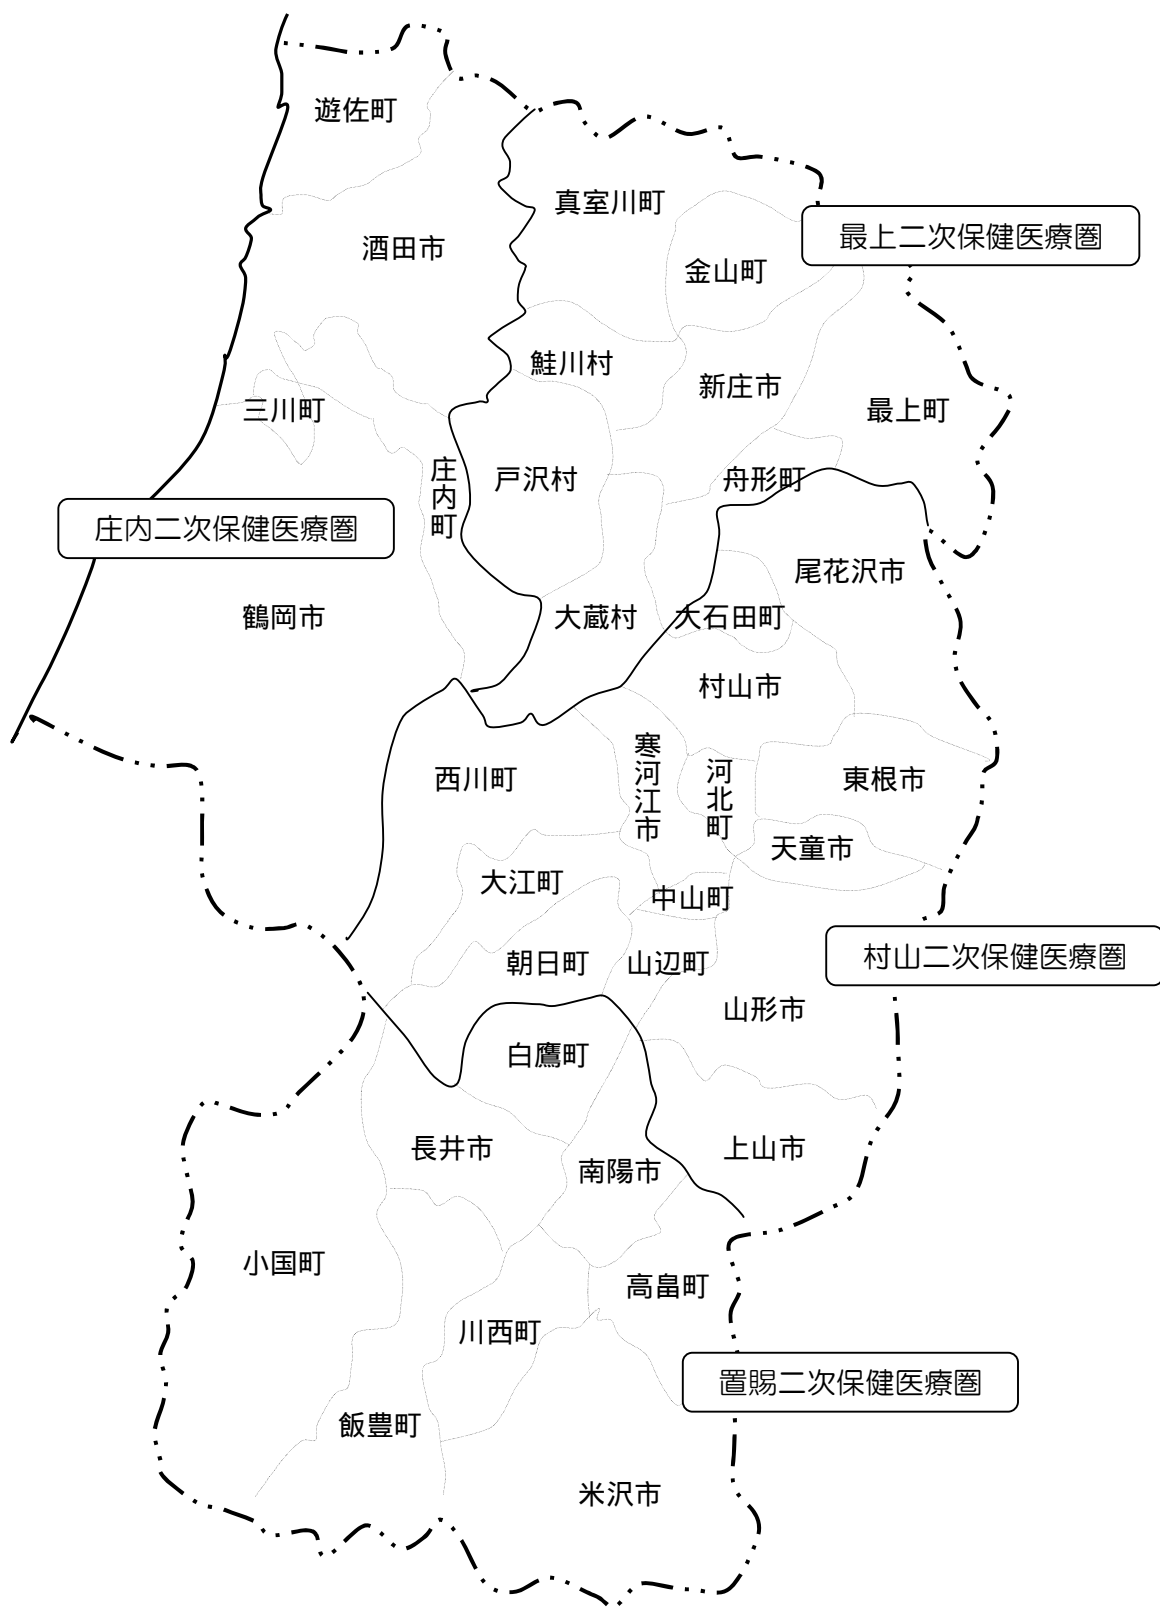 遊佐町
真室川町
最上二次保健医療圏
酒田市
金山町
鮭川村
新庄市
三川町
最上町
庄内町
戸沢村
舟形町
庄内二次保健医療圏
尾花沢市
鶴岡市
大蔵村
大石田町
村山市
寒河江市
西川町
河北町
東根市
天童市
大江町
中山町
朝日町
山辺町
村山二次保健医療圏
山形市
白鷹町
長井市
上山市
南陽市
小国町
高畠町
川西町
置賜二次保健医療圏
飯豊町
米沢市